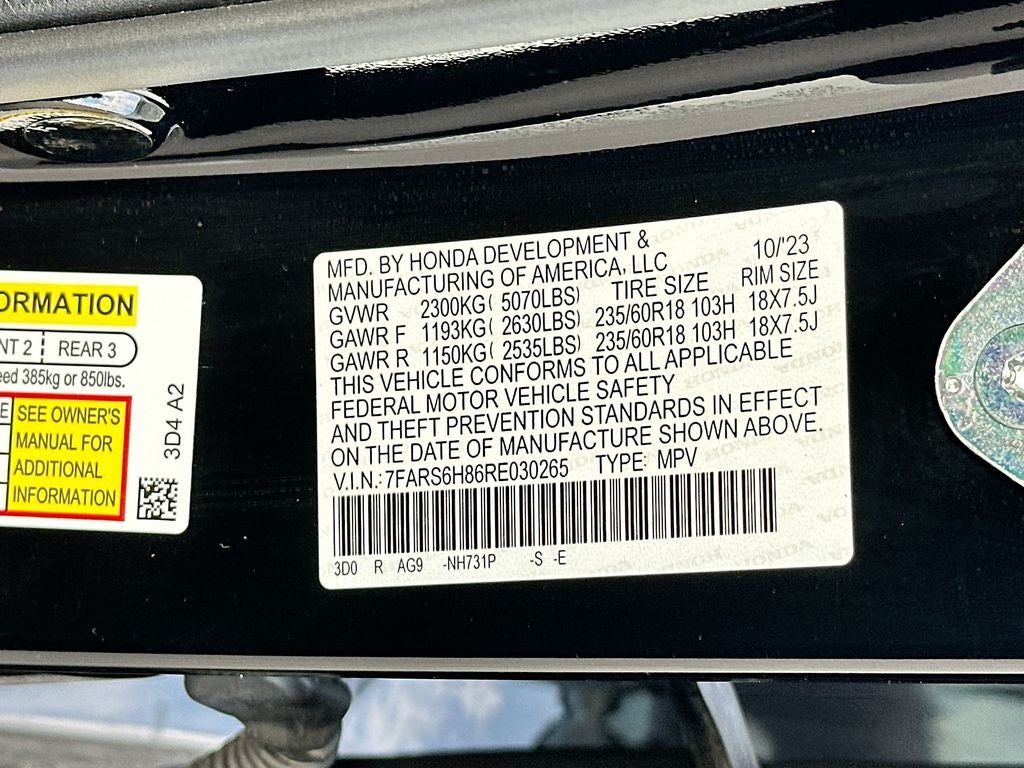 ORMATION
NT 2 REAR 3
eed 385kg or 850lbs.
E
SEE OWNER'S
MANUAL FOR
ADDITIONAL
INFORMATION
3D4 A2
MFD. BY HONDA DEVELOPMENT &
MANUFACTURING OF AMERICA, LLC 10/'23
GVWR 2300KG( 5070LBS) TIRE SIZE RIM SIZE
GAWR F 1193KG( 2630LBS) 235/60R18 103H 18X7.5J
GAWR R 1150KG( 2535LBS) 235/60R18 103H 18X7.5J
THIS VEHICLE CONFORMS TO ALL APPLICABLE
FEDERAL MOTOR VEHICLE SAFETY
AND THEFT PREVENTION STANDARDS IN EFFECT
ON THE DATE OF MANUFACTURE SHOWN ABOVE.
V.I.N.: 7FARS6H86RE030265 TYPE: MPV
3D0 R AG9 -NH731P -S -E